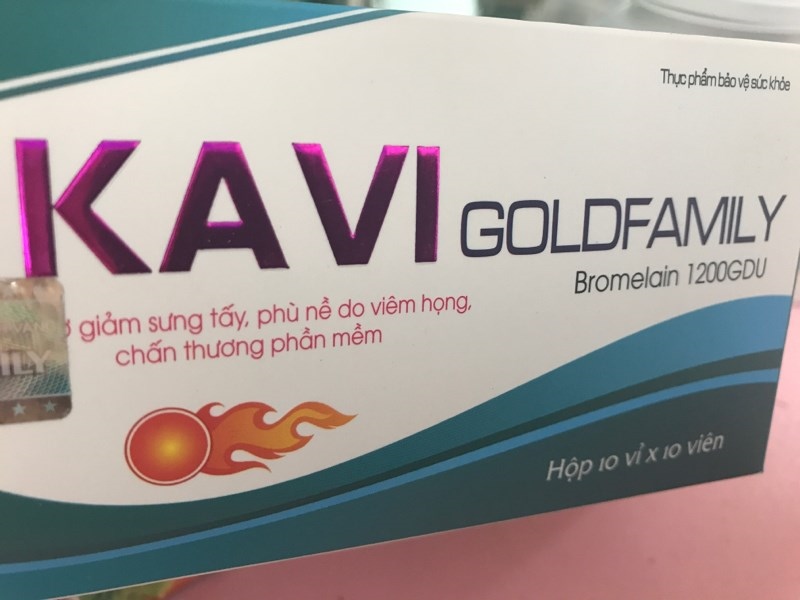 Thực phẩm bảo vệ sức khỏe
KAVI
GOLDFAMILY
Bromelain 1200GDU
giảm sưng tấy, phù nề do viêm họng,
chấn thương phần mềm
Hộp 10 vỉ x 10 viên